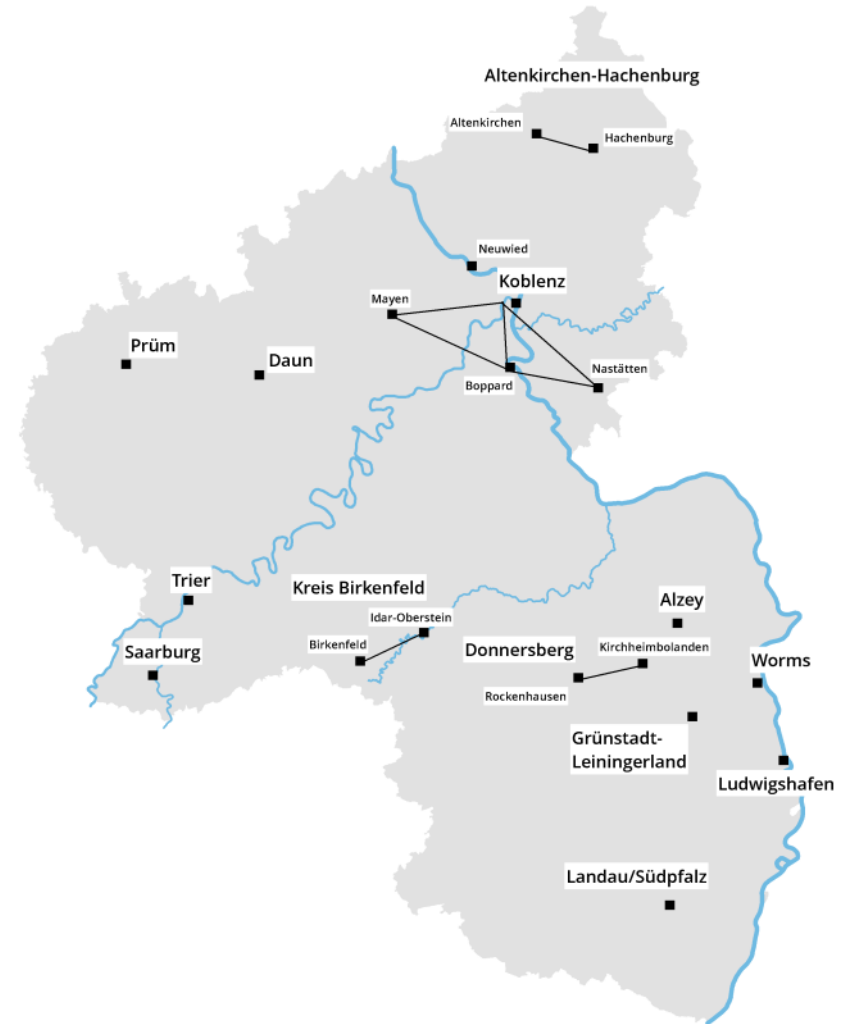 Altenkirchen-Hachenburg
Altenkirchen
Hachenburg
Neuwied
Koblenz
Mayen
Prüm
Daun
Nastätten
Boppard
Trier
Kreis Birkenfeld
Idar-Oberstein
Birkenfeld
Saarburg
Alzey
Donnersberg
Kirchheimbolanden
Rockenhausen
Worms
Grünstadt-
Leiningerland
Ludwigshafen
Landau/Südpfalz